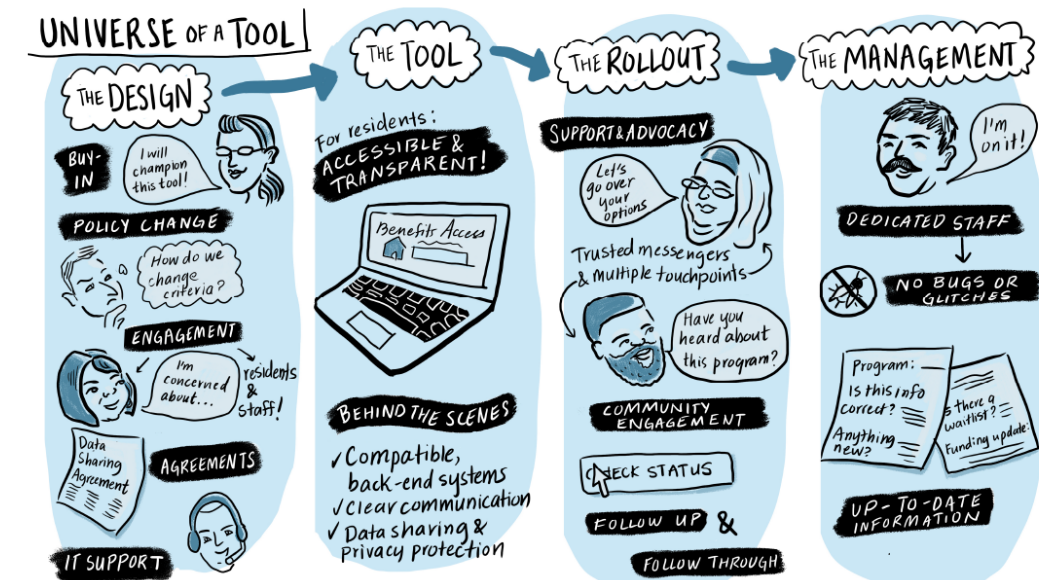 UNIVERSE OF A TOOL
THE DESIGN
BUY-
IN
I will
champion
this tool!
POLICY CHANGE
How do we
change
criteria?
ENGAGEMENT
I'm
concerned
about...
residents
&
staff!
Data
Sharing
Agreement
AGREEMENTS
IT SUPPORT
THE TOOL
For residents:
ACCESSIBLE &
TRANSPARENT!
Benefits Access
BEHIND THE SCENES
✓ Compatible,
back-end systems
✓ Clear communication
✓ Data sharing &
privacy protection
THE ROLLOUT
SUPPORT & ADVOCACY
Let's
go over
your
options
Trusted messengers
& multiple touchpoints
Have you
heard about
this program?
COMMUNITY
ENGAGEMENT
CHECK STATUS
FOLLOW UP &
FOLLOW THROUGH
THE MANAGEMENT
I'm
on it!
DEDICATED STAFF
NO BUGS OR
GLITCHES
Program:
Is this info
correct?
Anything
new?
Is there a
waitlist?
Funding update:
UP-TO-DATE
INFORMATION